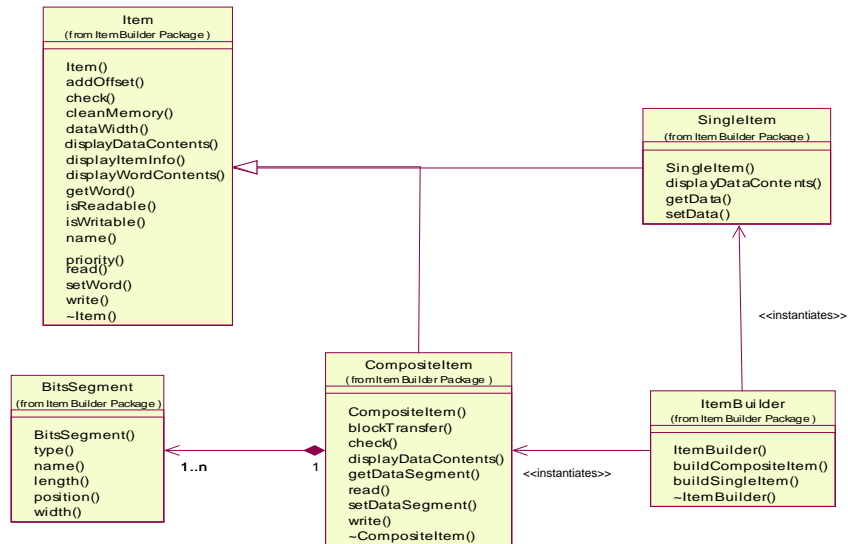 Item
(from ItemBuilder Package )
Item()
addOffset()
check()
cleanMemory()
dataWidth()
displayDataContents()
displayItemInfo()
displayWordContents()
getWord()
isReadable()
isWritable()
name()
priority()
read()
setWord()
write()
~Item()
SingleItem
(from Item Builder Package )
SingleItem()
displayDataContents()
getData()
setData()
<<instantiates>>
BitsSegment
(from Item Builder Package )
BitsSegment()
type()
name()
length()
position()
width()
1..n
1
CompositeItem
(from Item Builder Package )
CompositeItem()
blockTransfer()
check()
displayDataContents()
getDataSegment()
read()
setDataSegment()
write()
~CompositeItem()
<<instantiates>>
ItemBuilder
(from Item Builder Package )
ItemBuilder()
buildCompositeItem()
buildSingleItem()
~ItemBuilder()